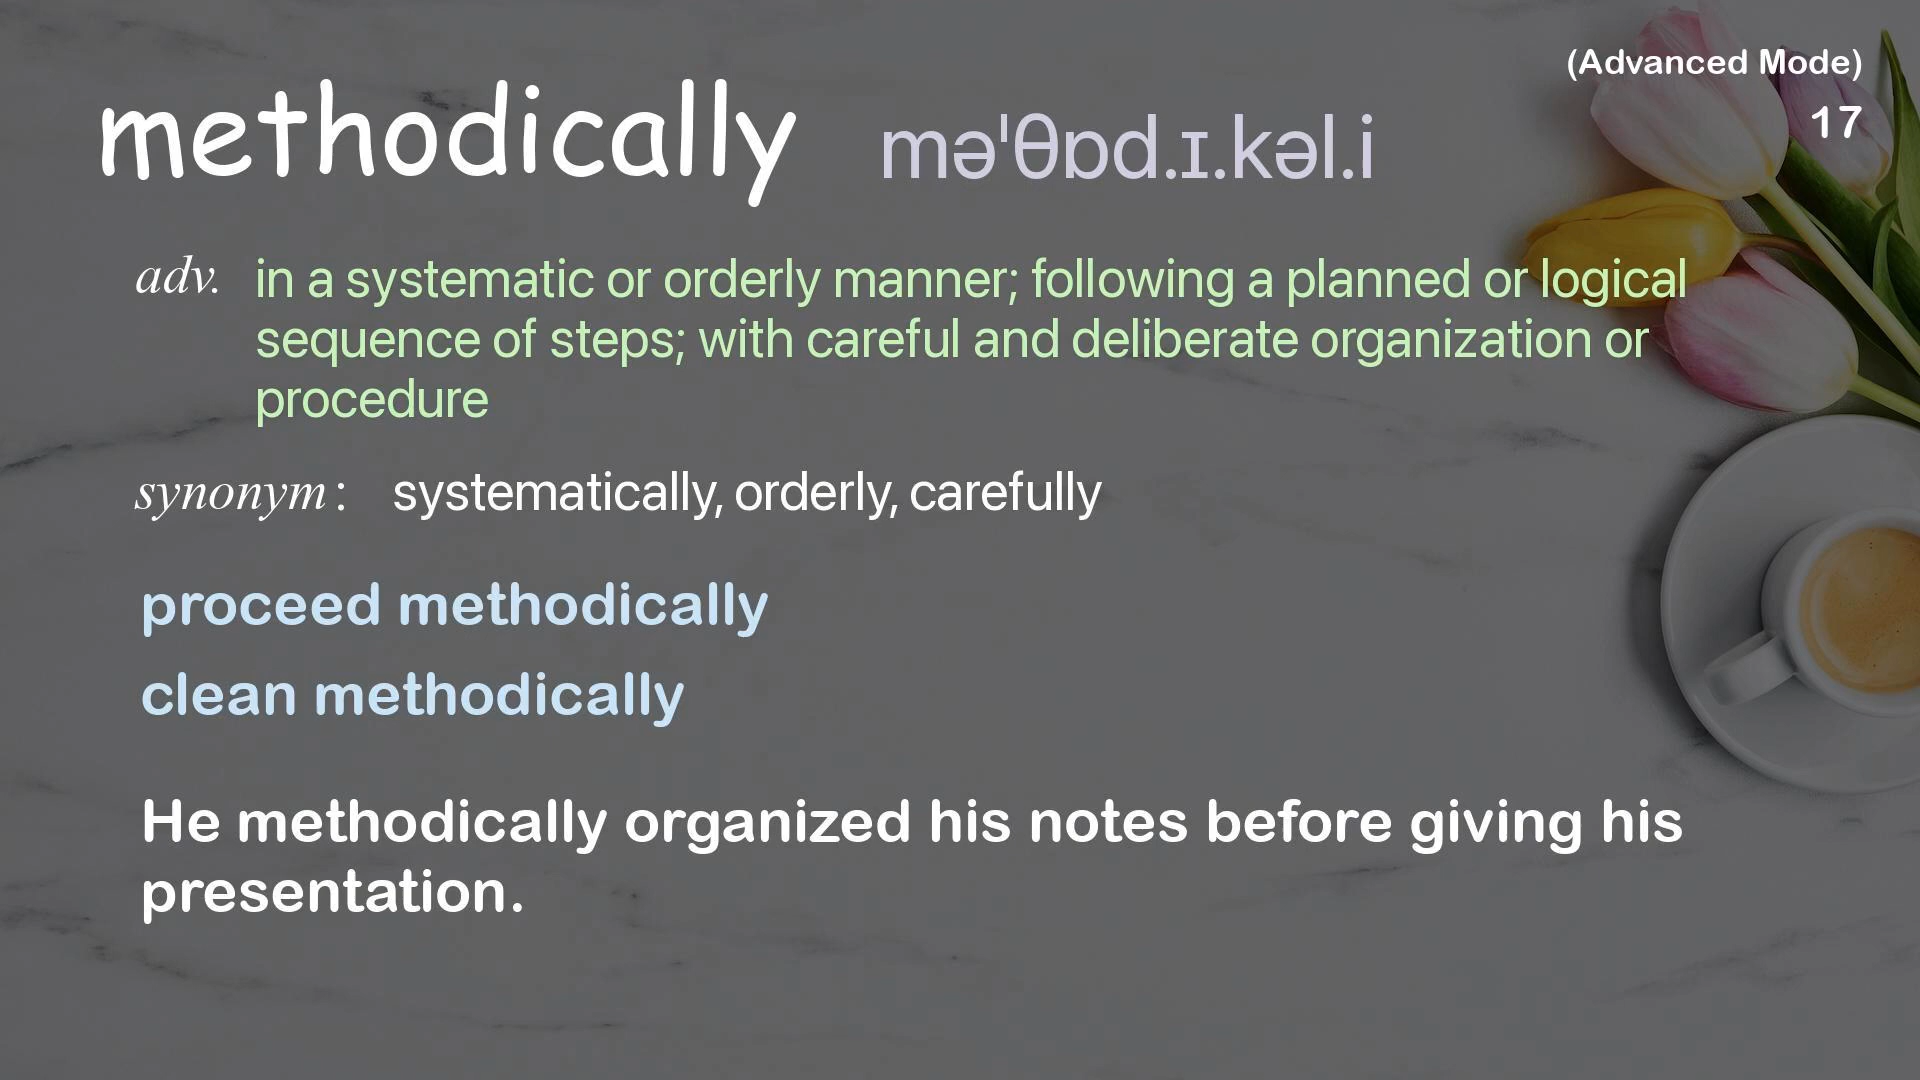 (Advanced Mode)
methodically məˈθɒd.ɪ.kəl.i
17
adv. in a systematic or orderly manner; following a planned or logical
sequence of steps; with careful and deliberate organization or
procedure
synonym: systematically, orderly, carefully
proceed methodically
clean methodically
He methodically organized his notes before giving his
presentation.